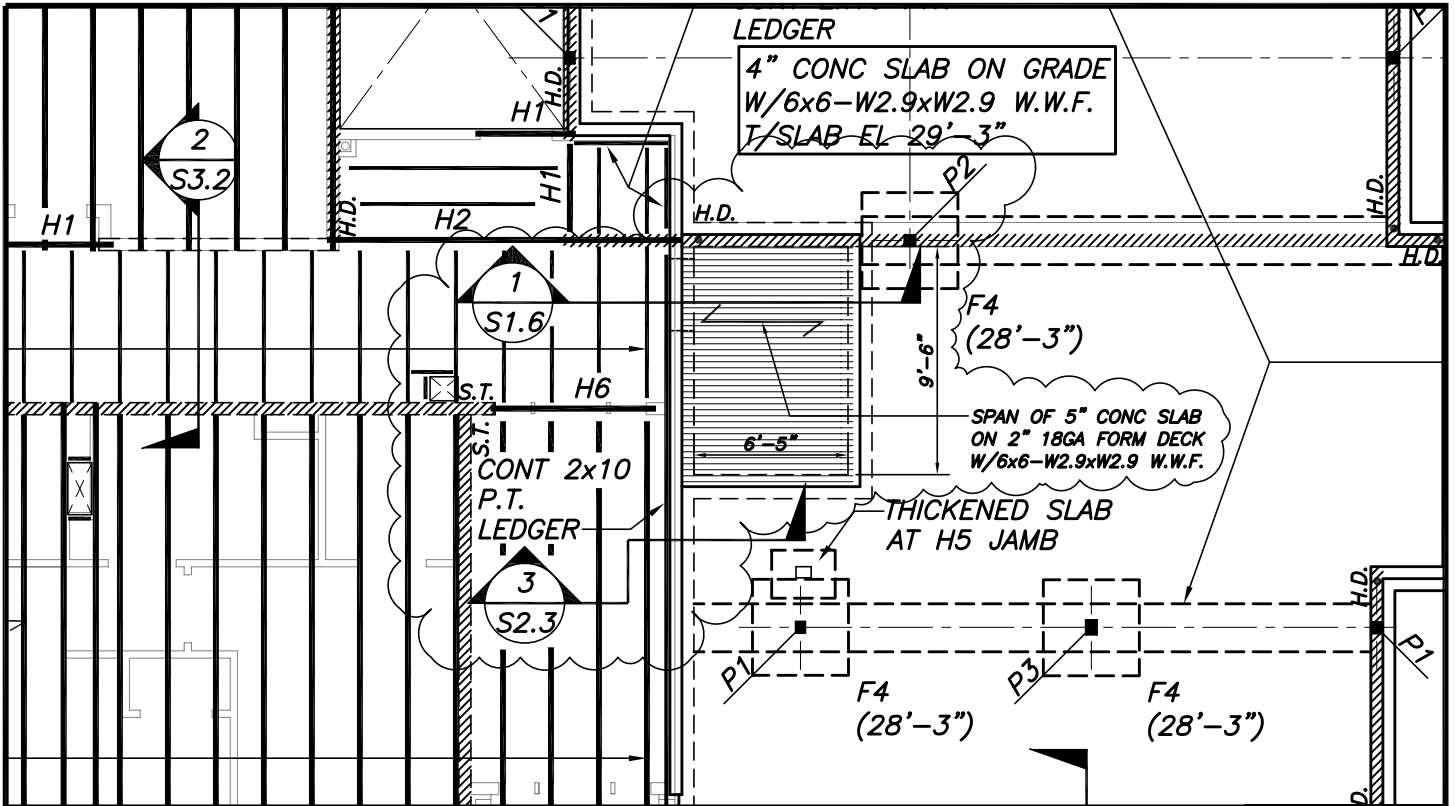 LEDGER
4" CONC SLAB ON GRADE
W/6x6-W2.9xW2.9 W.W.F.
T/SLAB EL 29'-3"
H.D.
H1
2
S3.2
H1
H1
H.D.
H2
H.D.
P2
H.D.
H.D.
1
S1.6
F4
(28'-3")
9'-6"
S.T.
H6
S.T.
6'-5"
SPAN OF 5" CONC SLAB
ON 2" 18GA FORM DECK
W/6x6-W2.9xW2.9 W.W.F.
CONT 2x10
P.T.
LEDGER
THICKENED SLAB
AT H5 JAMB
3
S2.3
H.D.
P1
F4
(28'-3")
P3
F4
(28'-3")
P1